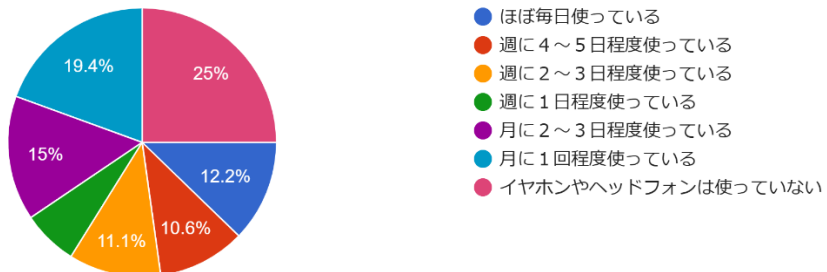 19.4%
25%
15%
12.2%
11.1%
10.6%
ほぼ毎日使っている
週に４～５日程度使っている
週に２～３日程度使っている
週に１日程度使っている
月に２～３日程度使っている
月に１回程度使っている
イヤホンやヘッドフォンは使っていない